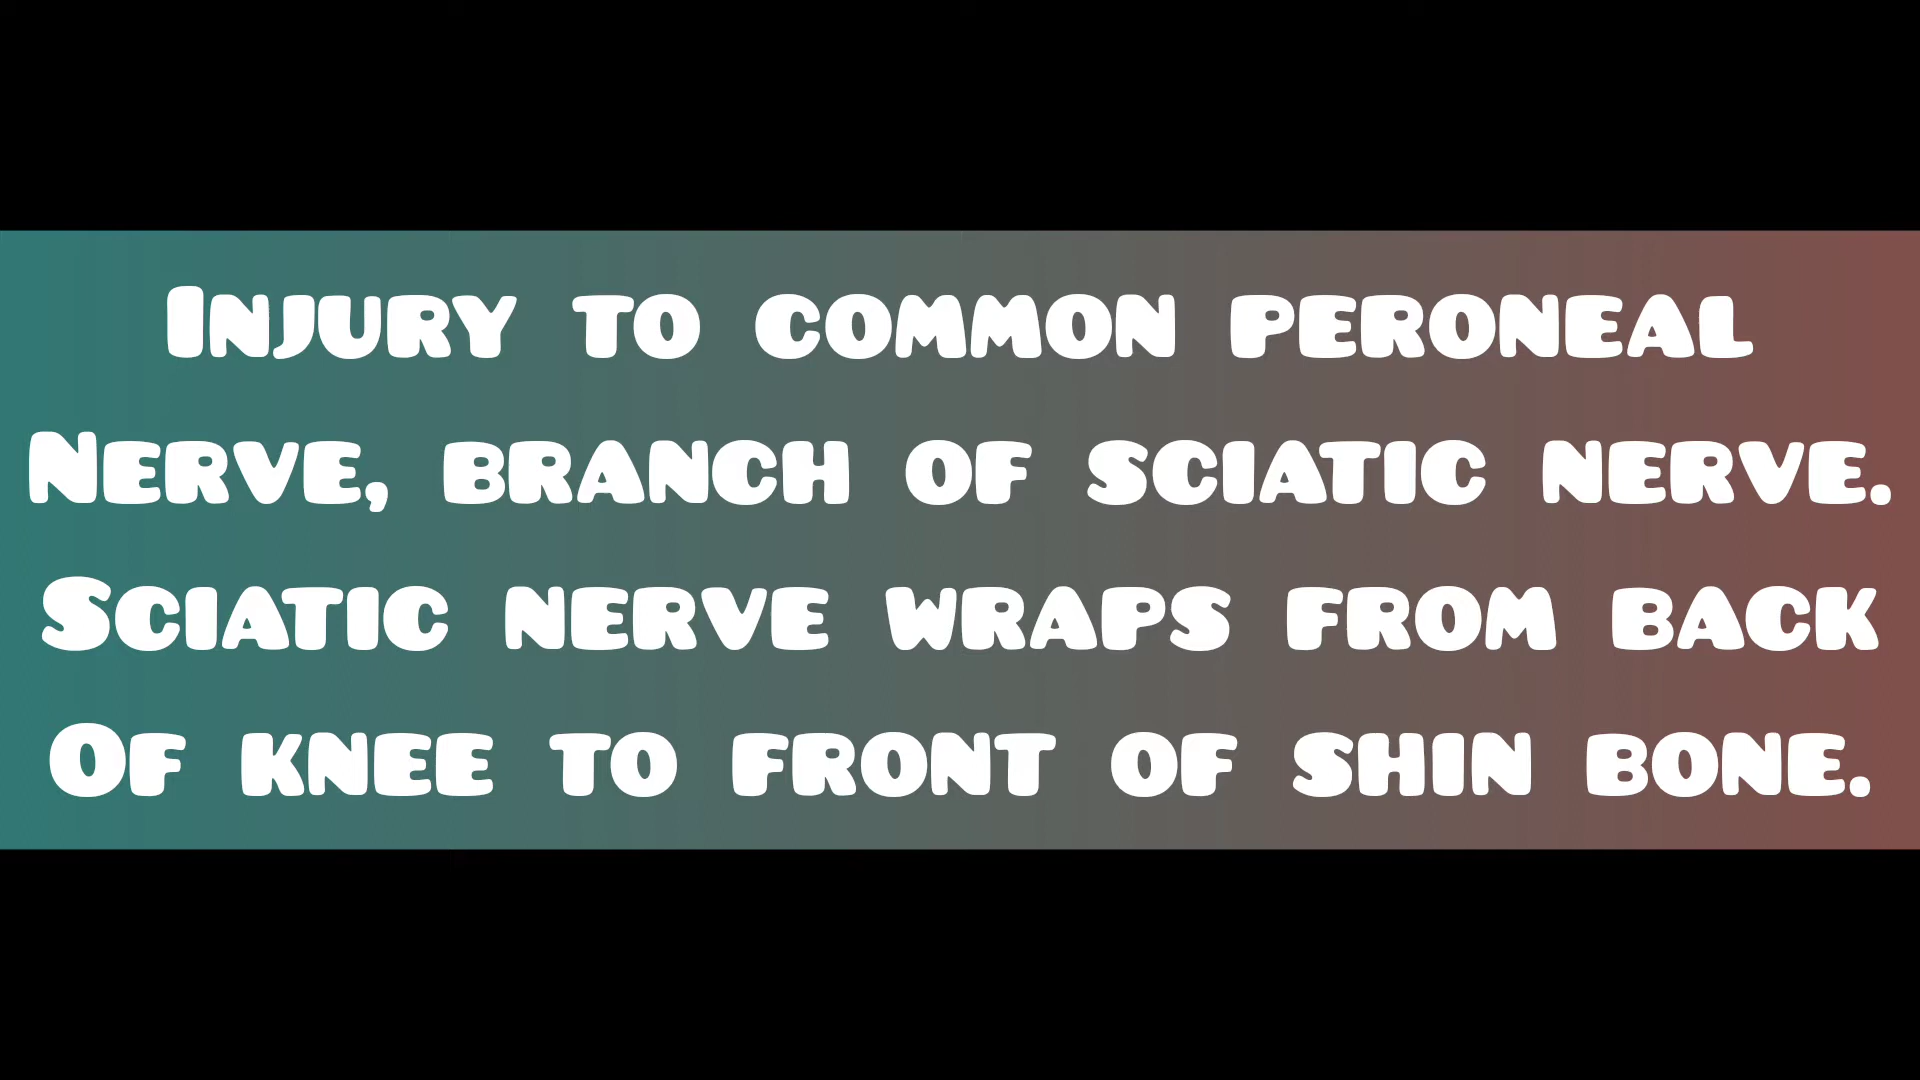 Injury to common peroneal
Nerve, branch of sciatic nerve.
Sciatic nerve wraps from back
Of knee to front of shin bone.